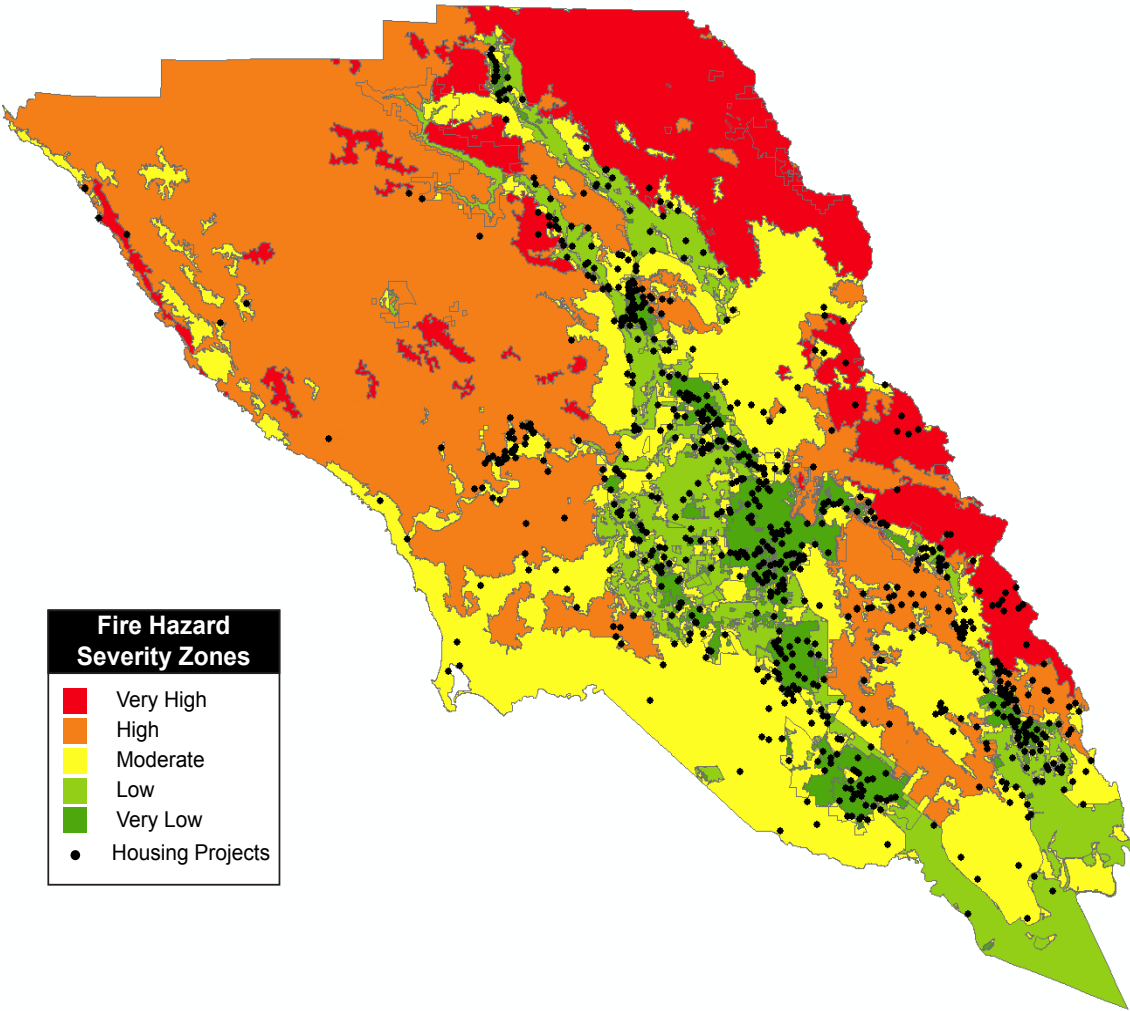 Fire Hazard
Severity Zones
Very High
High
Moderate
Low
Very Low
Housing Projects